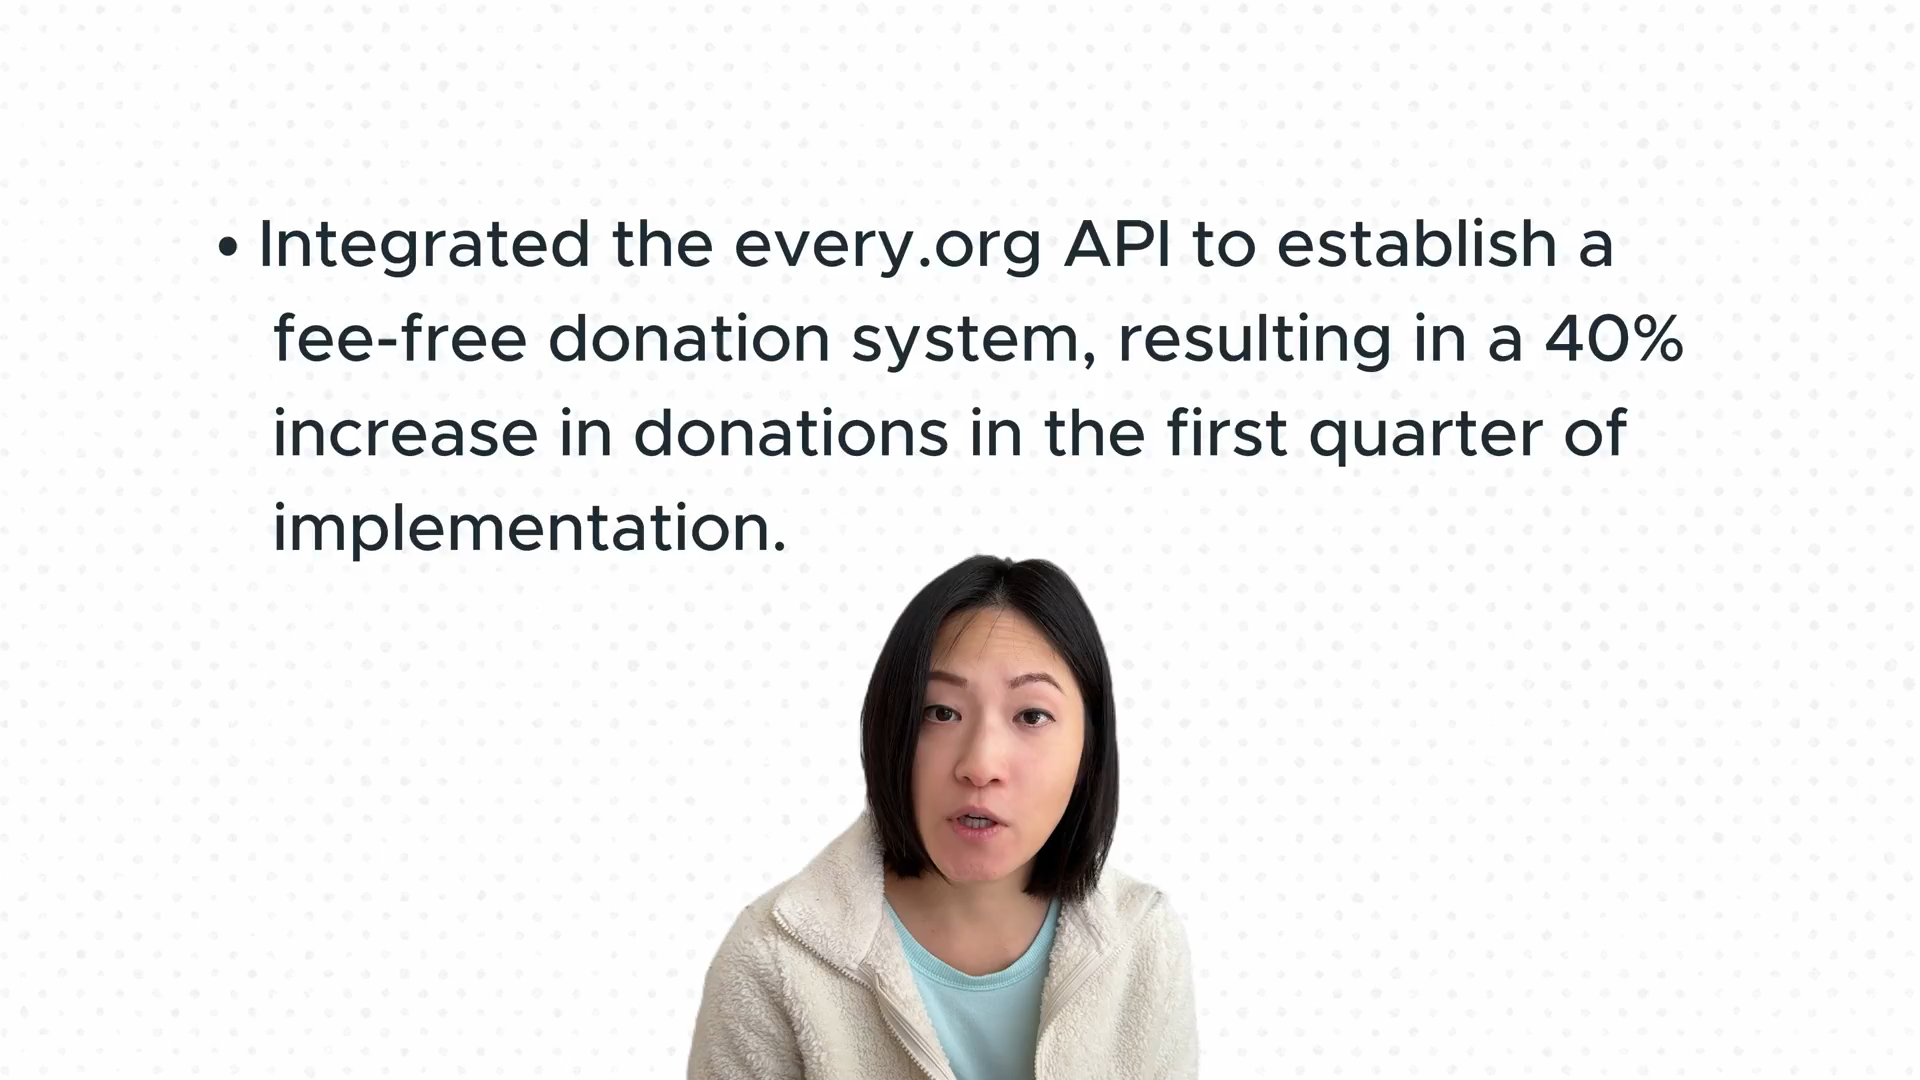 • Integrated the every.org API to establish a
fee-free donation system, resulting in a 40%
increase in donations in the first quarter of
implementation.